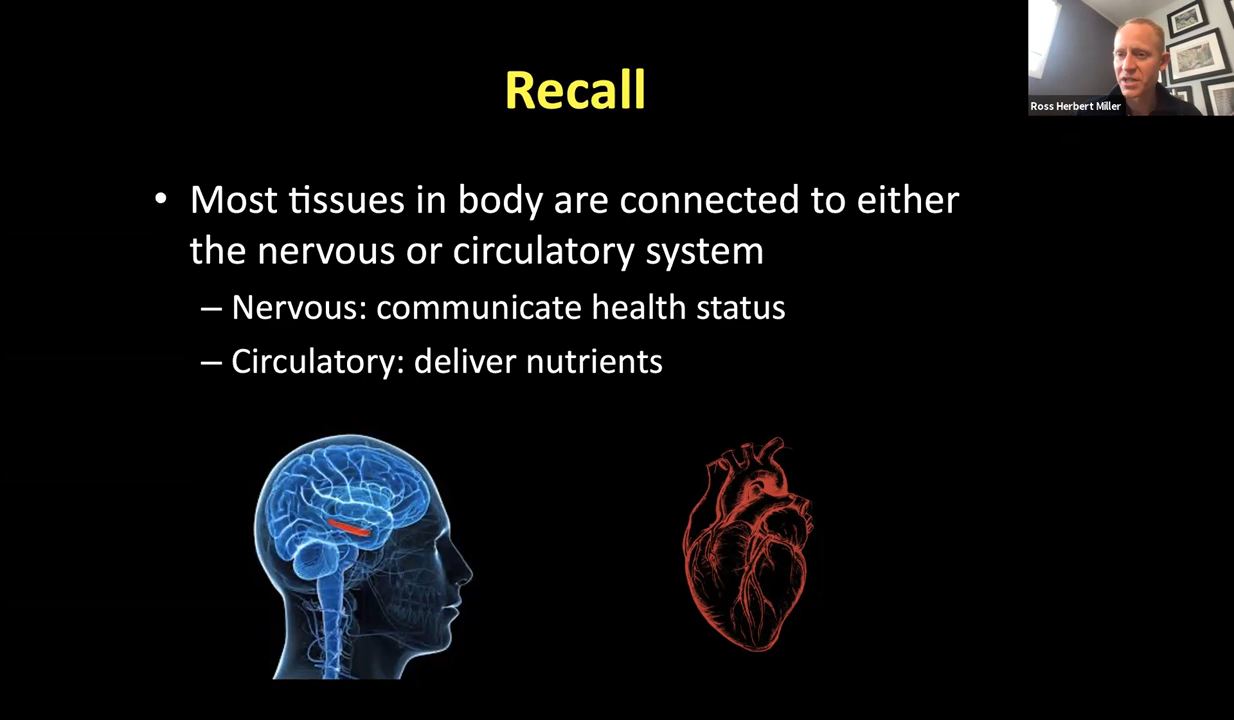 Recall
Ross Herbert Miller
• Most tissues in body are connected to either
the nervous or circulatory system
– Nervous: communicate health status
– Circulatory: deliver nutrients